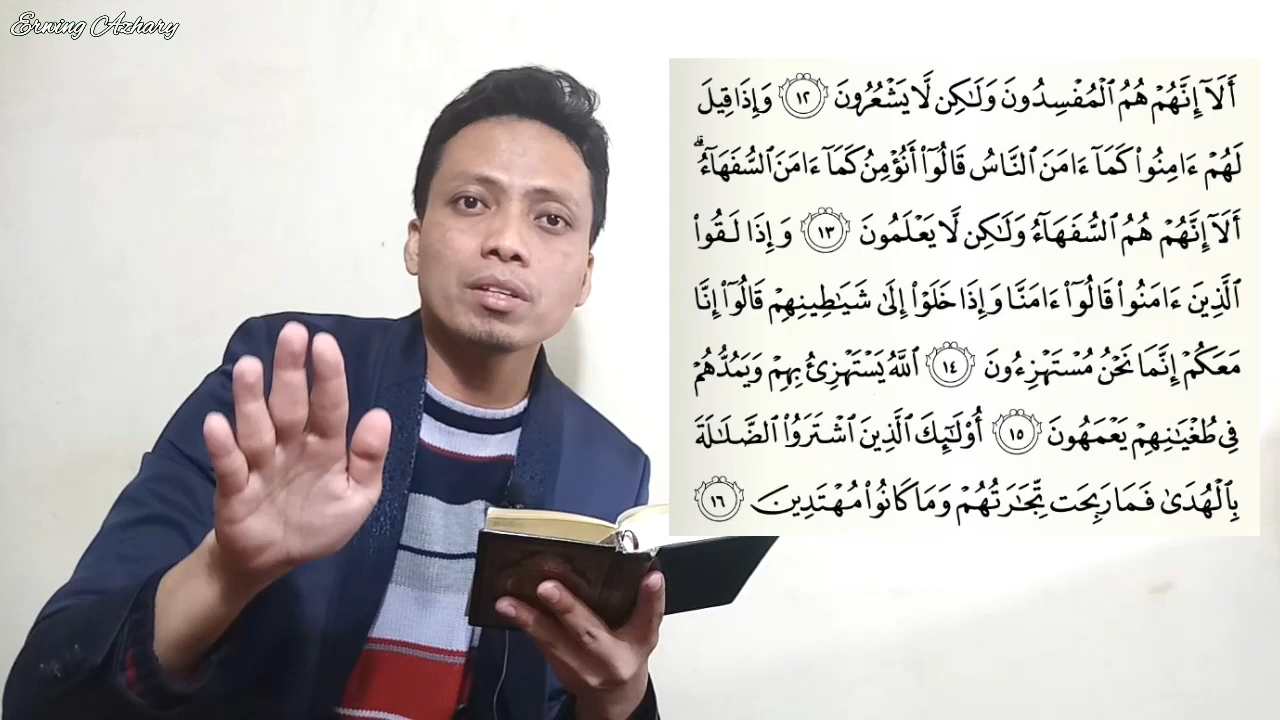 Erwing Azhary
أَلَآ إِنَّهُمْ هُمُ ٱلْمُفْسِدُونَ وَلَـٰكِن لَّا يَشْعُرُونَ ١٢ وَإِذَا قِيلَ
لَهُمْ ءَامِنُوا۟ كَمَآ ءَامَنَ ٱلنَّاسُ قَالُوٓا۟ أَنُؤْمِنُ كَمَآ ءَامَنَ ٱلسُّفَهَآءُ ۗ
أَلَآ إِنَّهُمْ هُمُ ٱلسُّفَهَآءُ وَلَـٰكِن لَّا يَعْلَمُونَ ١٣ وَإِذَا لَقُوا۟
ٱلَّذِينَ ءَامَنُوا۟ قَالُوٓا۟ ءَامَنَّا وَإِذَا خَلَوْا۟ إِلَىٰ شَيَـٰطِينِهِمْ قَالُوٓا۟ إِنَّا
مَعَكُمْ إِنَّمَا نَحْنُ مُسْتَهْزِءُونَ ١٤ ٱللَّهُ يَسْتَهْزِئُ بِهِمْ وَيَمُدُّهُمْ
فِى طُغْيَـٰنِهِمْ يَعْمَهُونَ ١٥ أُو۟لَـٰٓئِكَ ٱلَّذِينَ ٱشْتَرَوُا۟ ٱلضَّلَـٰلَةَ
بِٱلْهُدَىٰ فَمَا رَبِحَت تِّجَـٰرَتُهُمْ وَمَا كَانُوا۟ مُهْتَدِينَ ١٦